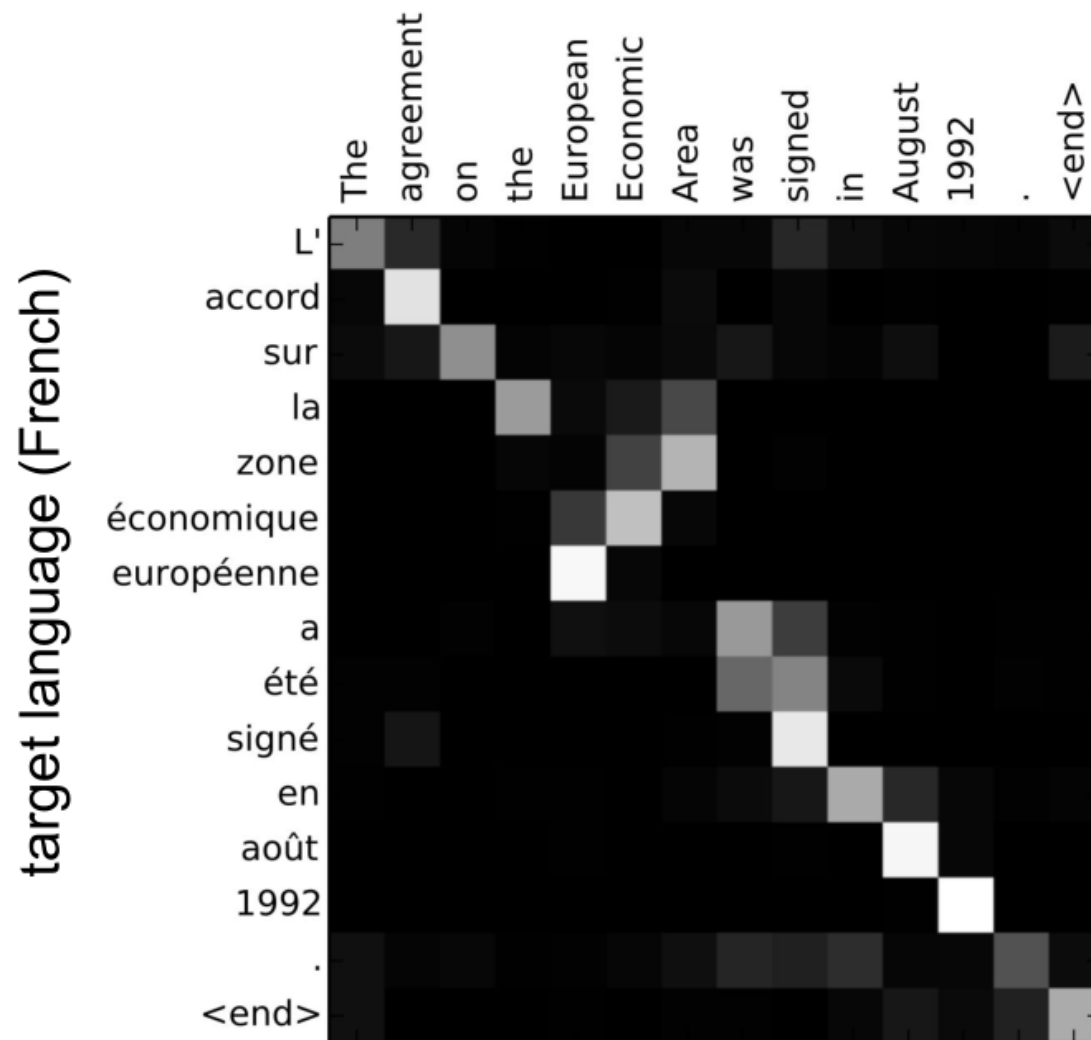 The
agreement
on
the
European
Economic
Area
was
signed
in
August
1992
.
<end>
target language (French)
L'
accord
sur
la
zone
économique
européenne
a
été
signé
en
août
1992
.
<end>